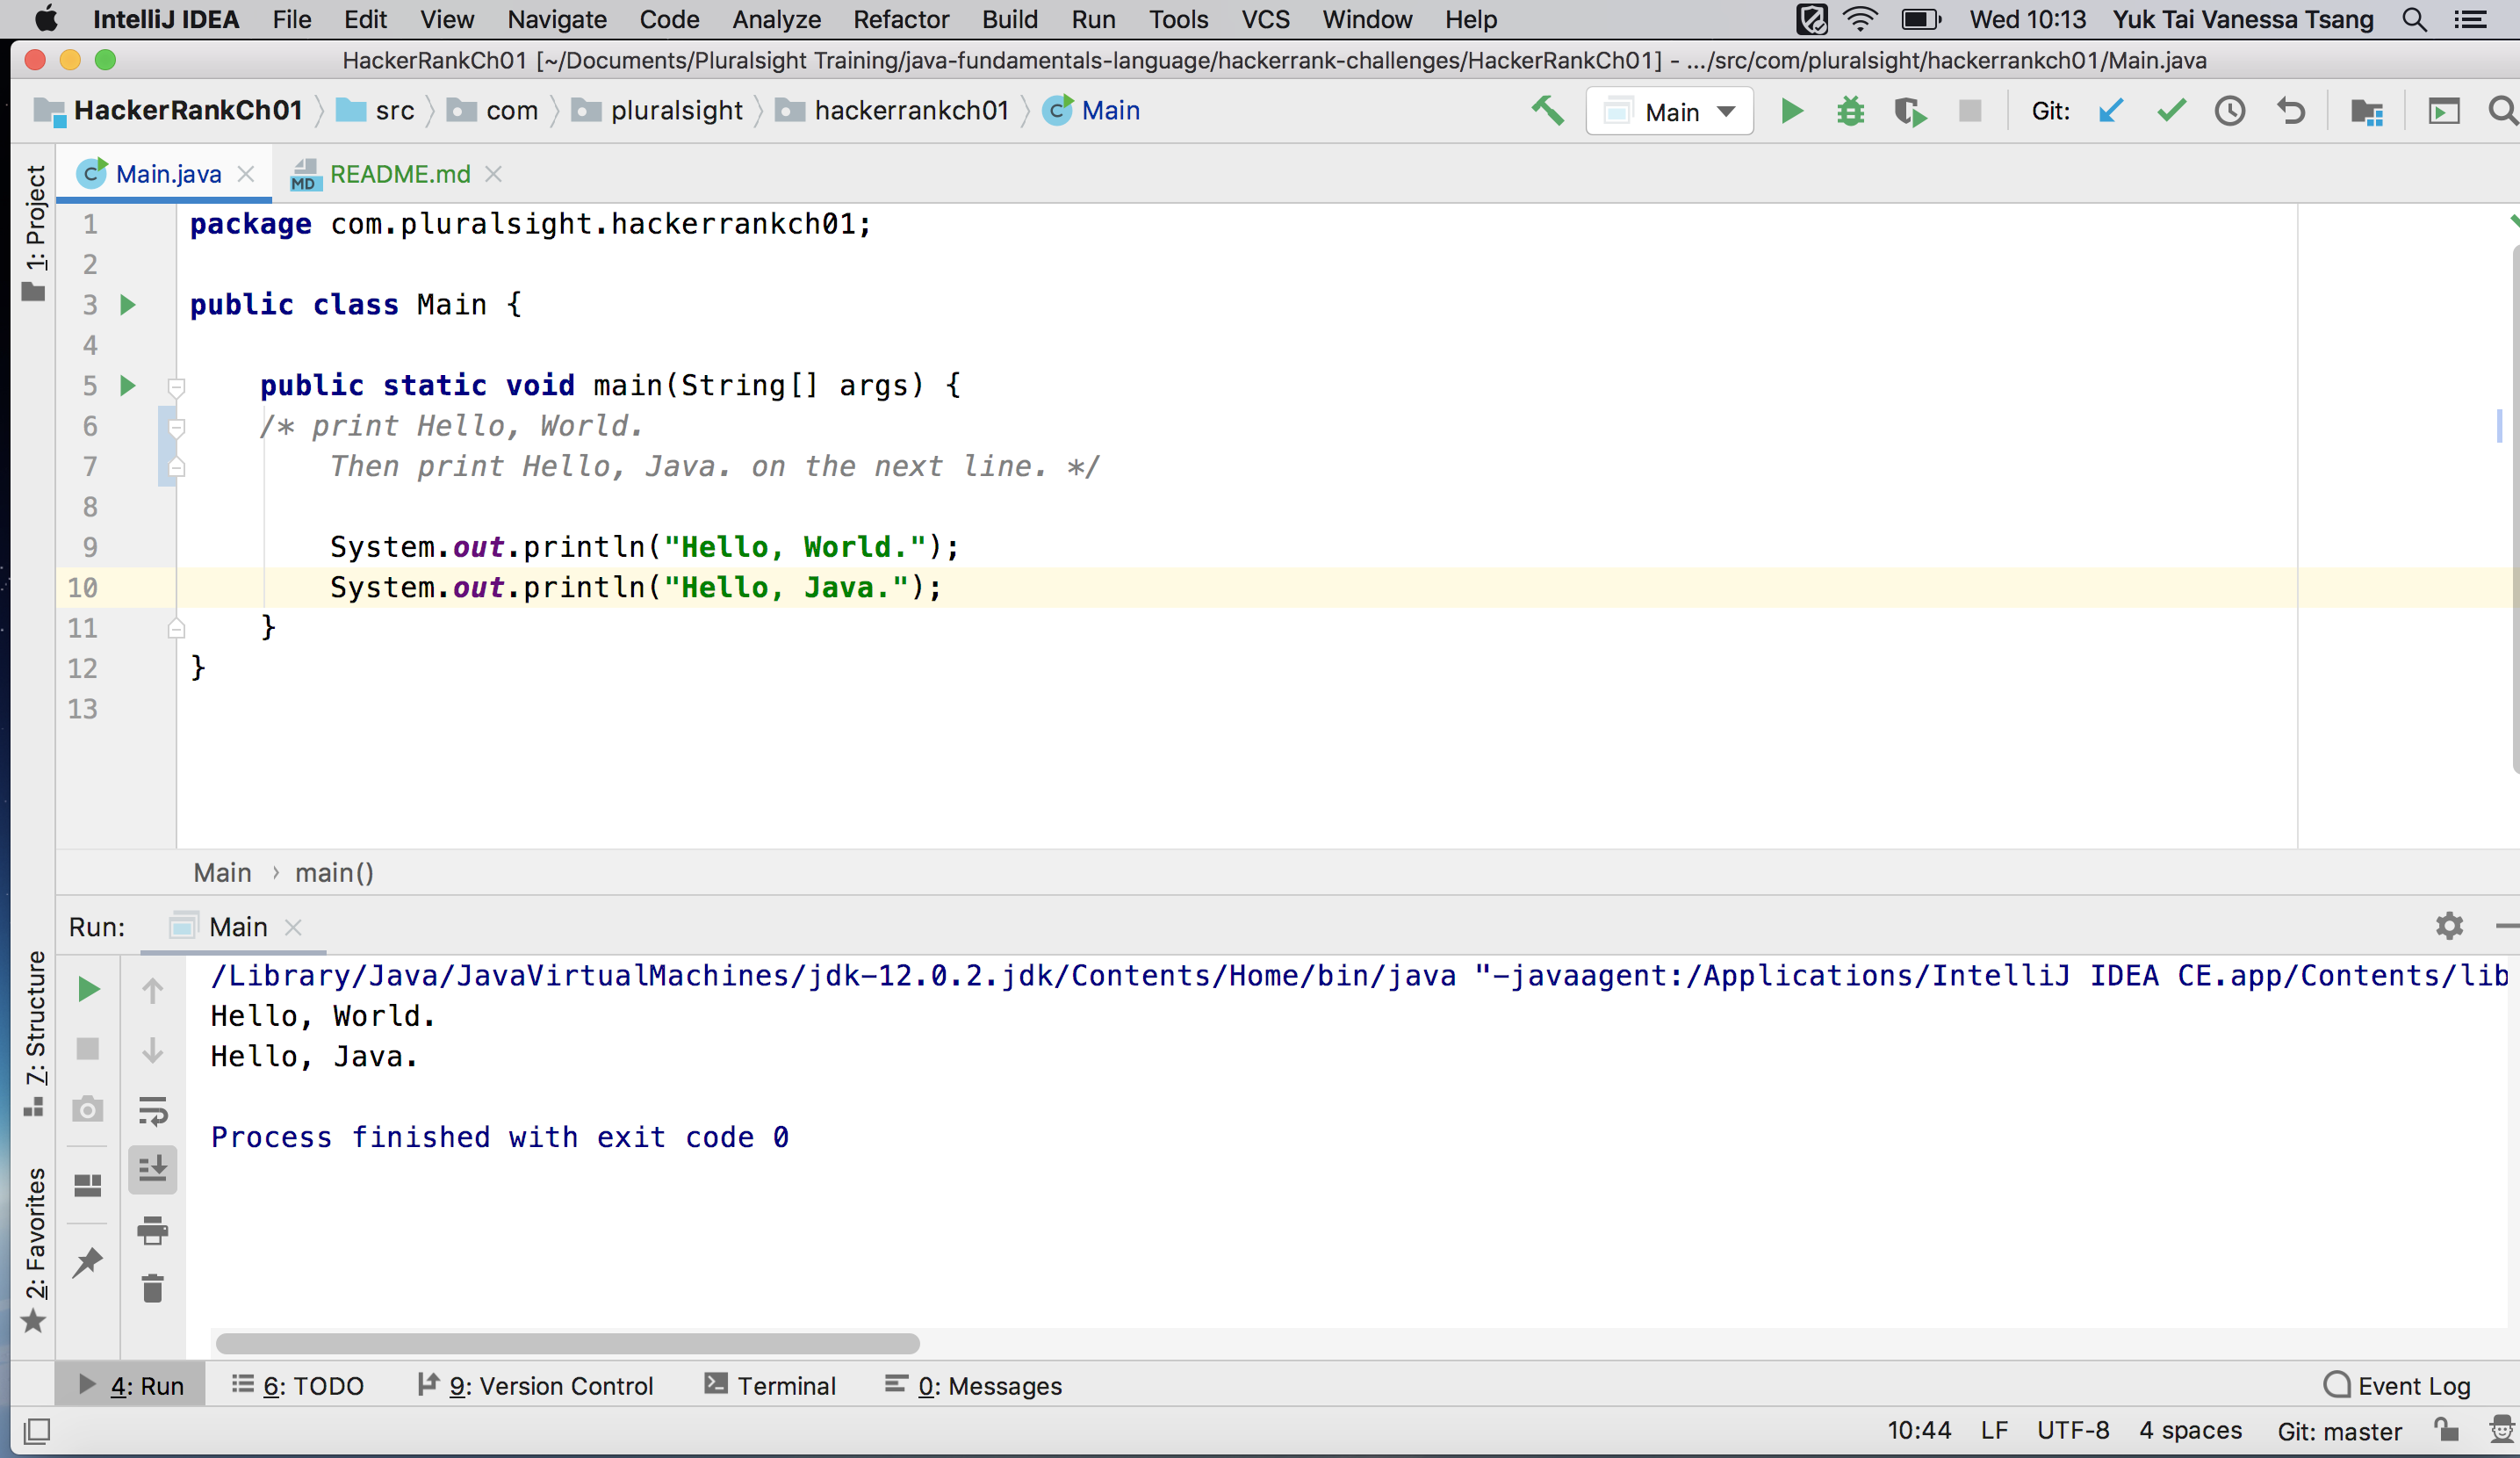 IntelliJ IDEA File Edit View Navigate Code Analyze Refactor Build Run Tools VCS Window Help Wed 10:13 Yuk Tai Vanessa Tsang
HackerRankCh01 [~/Documents/Pluralsight Training/java-fundamentals-language/hackerrank-challenges/HackerRankCh01] - .../src/com/pluralsight/hackerrankch01/Main.java
HackerRankCh01 src com pluralsight hackerrankch01 C Main Main Git:
C Main.java MD README.md
1: Project
1 package com.pluralsight.hackerrankch01;
2
3 public class Main {
4
5 public static void main(String[] args) {
6 /* print Hello, World.
7 Then print Hello, Java. on the next line. */
8
9 System.out.println("Hello, World.");
10 System.out.println("Hello, Java.");
11 }
12 }
13
Main › main()
Run: Main
7: Structure
2: Favorites
/Library/Java/JavaVirtualMachines/jdk-12.0.2.jdk/Contents/Home/bin/java "-javaagent:/Applications/IntelliJ IDEA CE.app/Contents/lib
Hello, World.
Hello, Java.
Process finished with exit code 0
4: Run 6: TODO 9: Version Control Terminal 0: Messages Event Log
10:44 LF UTF-8 4 spaces Git: master